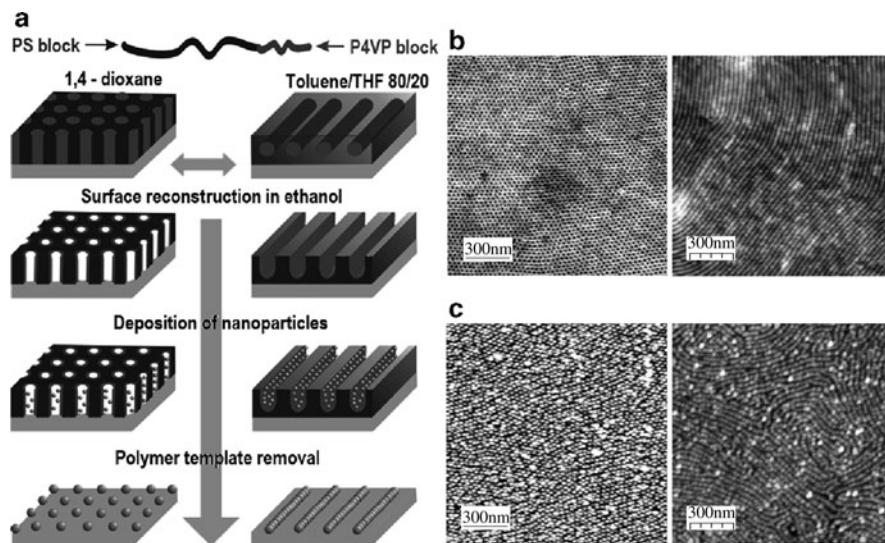 a
PS block
P4VP block
1,4 - dioxane
Toluene/THF 80/20
Surface reconstruction in ethanol
Deposition of nanoparticles
Polymer template removal
b
300nm
300nm
c
300nm
300nm